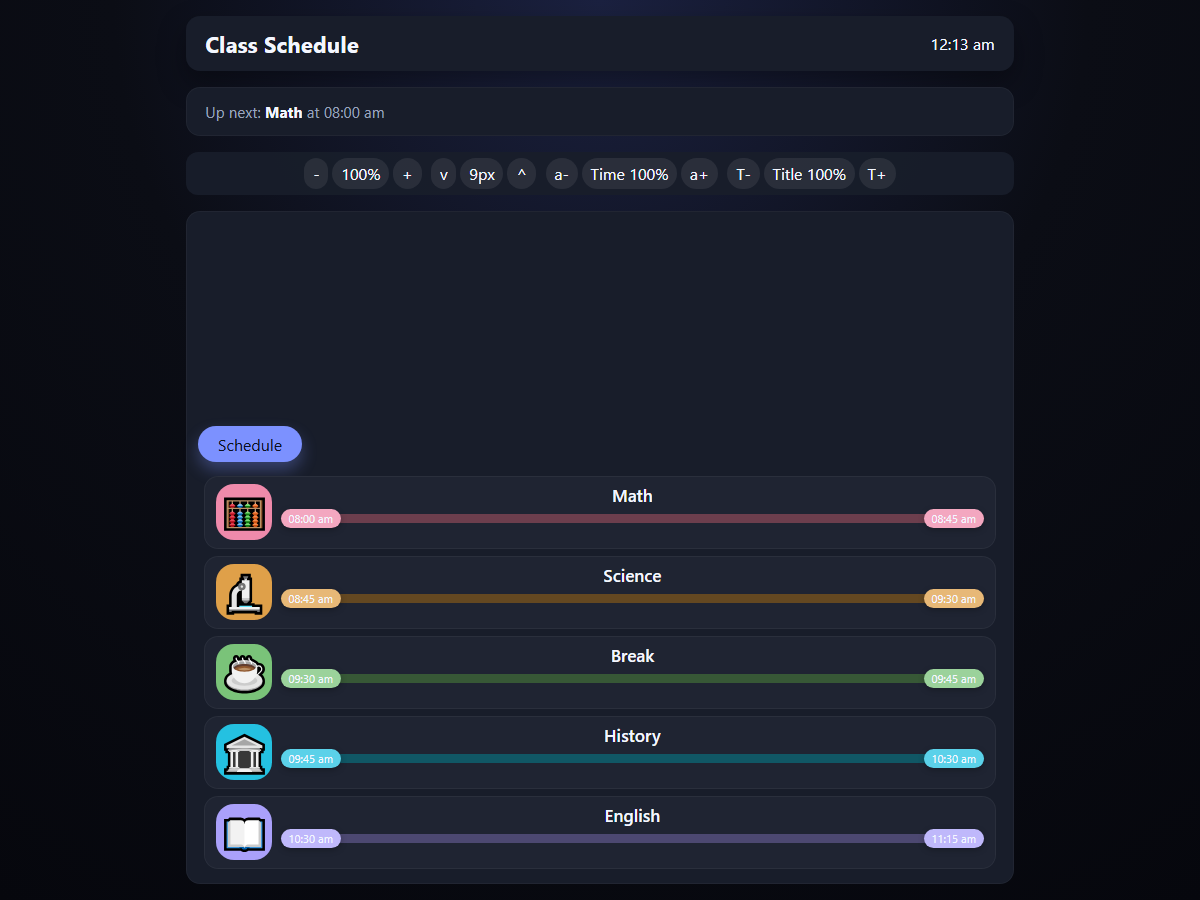 Class Schedule
12:13 am
Up next: Math at 08:00 am
- 100% + v 9px ^ a- Time 100% a+ T- Title 100% T+
Schedule
Math
08:00 am
08:45 am
Science
08:45 am
09:30 am
Break
09:30 am
09:45 am
History
09:45 am
10:30 am
English
10:30 am
11:15 am